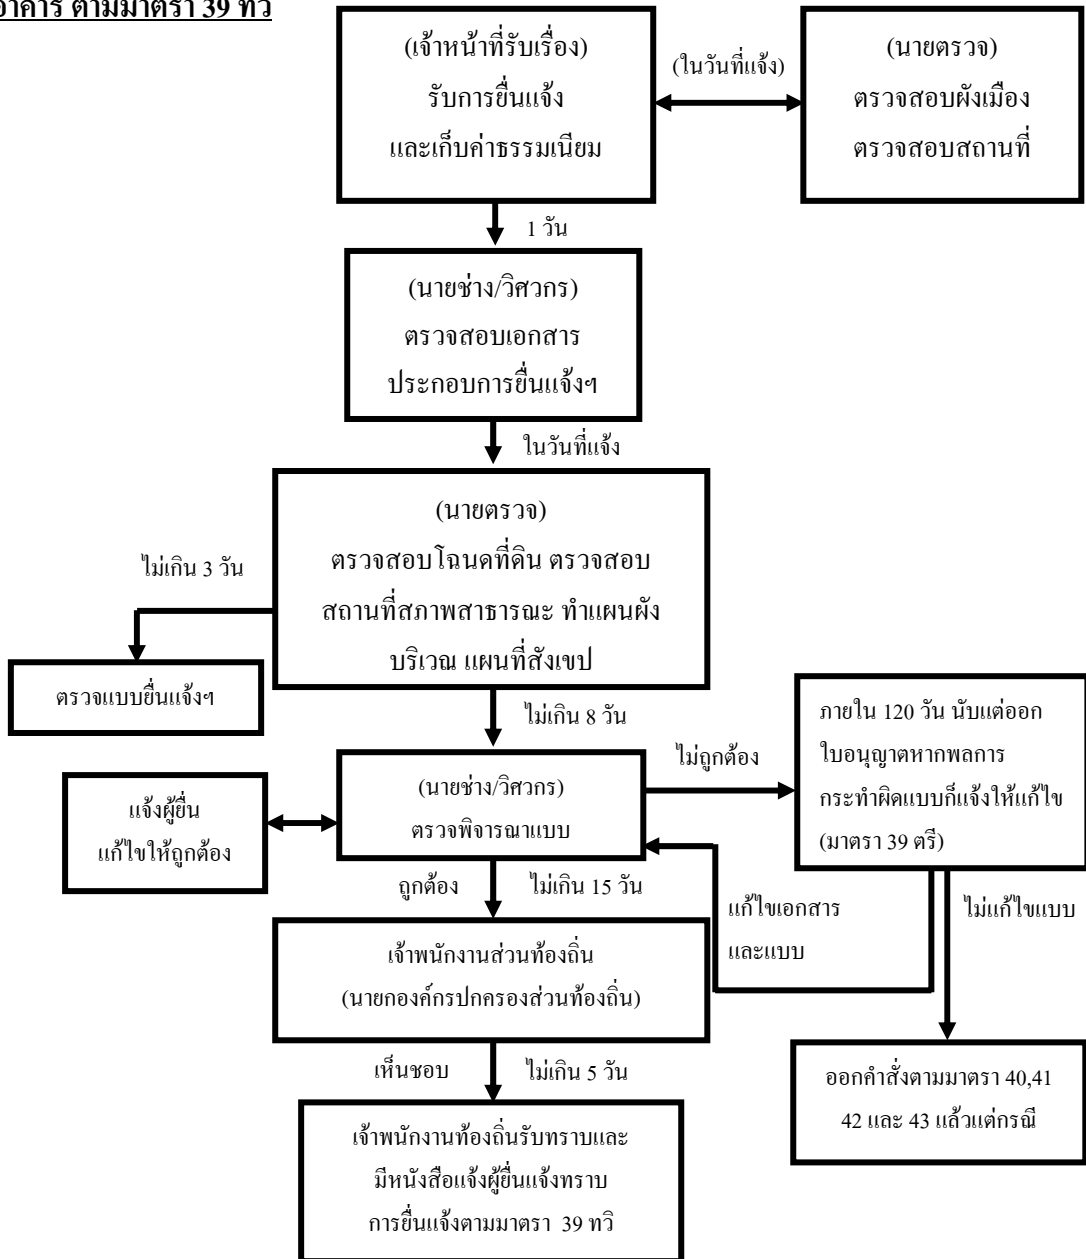 อาคาร ตามมาตรา 39 ทวิ
(เจ้าหน้าที่รับเรื่อง)
รับการยื่นแจ้ง
และเก็บค่าธรรมเนียม
(ในวันที่แจ้ง)
(นายตรวจ)
ตรวจสอบผังเมือง
ตรวจสอบสถานที่
1 วัน
(นายช่าง/วิศวกร)
ตรวจสอบเอกสาร
ประกอบการยื่นแจ้งฯ
ในวันที่แจ้ง
(นายตรวจ)
ตรวจสอบโฉนดที่ดิน ตรวจสอบ
สถานที่สภาพสาธารณะ ทำแผนผัง
บริเวณ แผนที่สังเขป
ไม่เกิน 3 วัน
ตรวจแบบยื่นแจ้งฯ
ไม่เกิน 8 วัน
(นายช่าง/วิศวกร)
ตรวจพิจารณาแบบ
แจ้งผู้ยื่น
แก้ไขให้ถูกต้อง
ไม่ถูกต้อง
ภายใน 120 วัน นับแต่ออก
ใบอนุญาตหากพลการ
กระทำผิดแบบก็แจ้งให้แก้ไข
(มาตรา 39 ตรี)
ถูกต้อง
ไม่เกิน 15 วัน
แก้ไขเอกสาร
และแบบ
ไม่แก้ไขแบบ
เจ้าพนักงานส่วนท้องถิ่น
(นายกองค์กรปกครองส่วนท้องถิ่น)
เห็นชอบ
ไม่เกิน 5 วัน
ออกคำสั่งตามมาตรา 40,41
42 และ 43 แล้วแต่กรณี
เจ้าพนักงานท้องถิ่นรับทราบและ
มีหนังสือแจ้งผู้ยื่นแจ้งทราบ
การยื่นแจ้งตามมาตรา 39 ทวิ